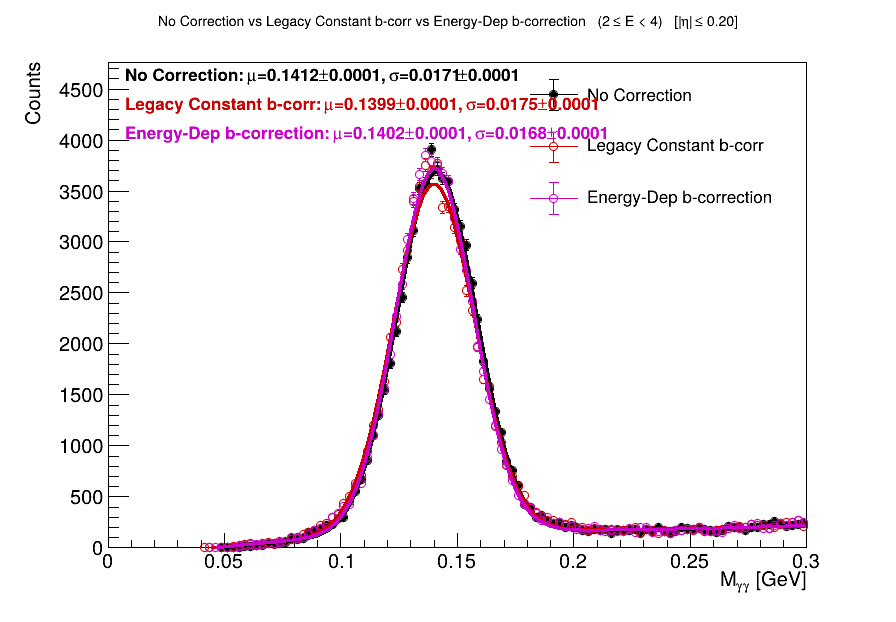 No Correction vs Legacy Constant b-corr vs Energy-Dep b-correction (2 ≤ E < 4) [|η| ≤ 0.20]
Counts
No Correction: μ=0.1412±0.0001, σ=0.0171±0.0001
Legacy Constant b-corr: μ=0.1399±0.0001, σ=0.0175±0.0001
Energy-Dep b-correction: μ=0.1402±0.0001, σ=0.0168±0.0001
No Correction
Legacy Constant b-corr
Energy-Dep b-correction
4500
4000
3500
3000
2500
2000
1500
1000
500
0
0 0.05 0.1 0.15 0.2 0.25 0.3
Mγγ [GeV]